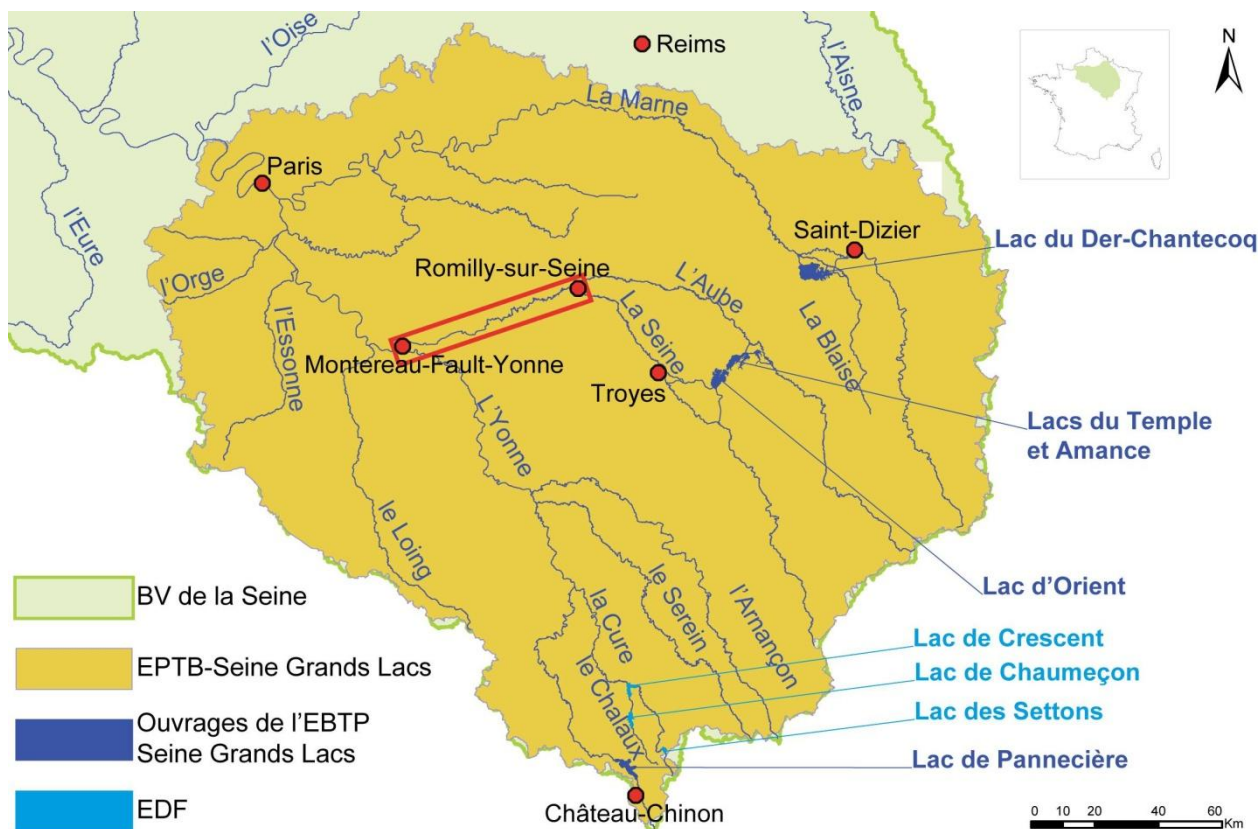 l'Oise
Reims
l'Aisne
N
La Marne
Paris
l'Eure
Saint-Dizier
Lac du Der-Chantecoq
Romilly-sur-Seine
L'Aube
l'Orge
l'Essonne
La Seine
La Blaise
Montereau-Fault-Yonne
Troyes
Lacs du Temple
et Amance
L'Yonne
le Loing
BV de la Seine
Lac d'Orient
le Serein
l'Arnançon
la Cure
Lac de Crescent
EPTB-Seine Grands Lacs
le Chalaux
Lac de Chaumeçon
Ouvrages de l'EBTP
Seine Grands Lacs
Lac des Settons
Lac de Pannecière
EDF
Château-Chinon
0 10 20 40 60
Km